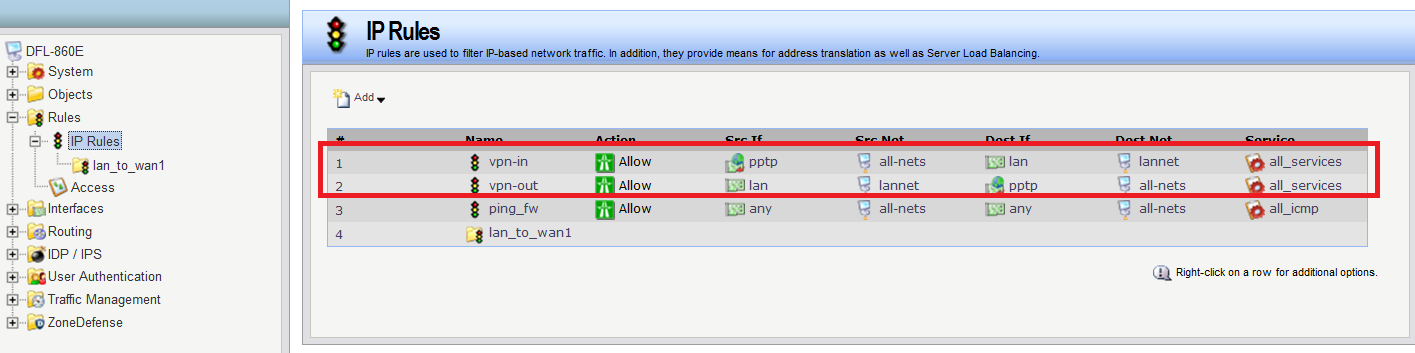 IP Rules
IP rules are used to filter IP-based network traffic. In addition, they provide means for address translation as well as Server Load Balancing.
DFL-860E
System
Objects
Rules
IP Rules
lan_to_wan1
Access
Interfaces
Routing
IDP / IPS
User Authentication
Traffic Management
ZoneDefense
Add
# Name Action Src If Src Net Dest If Dest Net Service
1 vpn-in Allow pptp all-nets lan lannet all_services
2 vpn-out Allow lan lannet pptp all-nets all_services
3 ping_fw Allow any all-nets any all-nets all_icmp
4 lan_to_wan1
Right-click on a row for additional options.